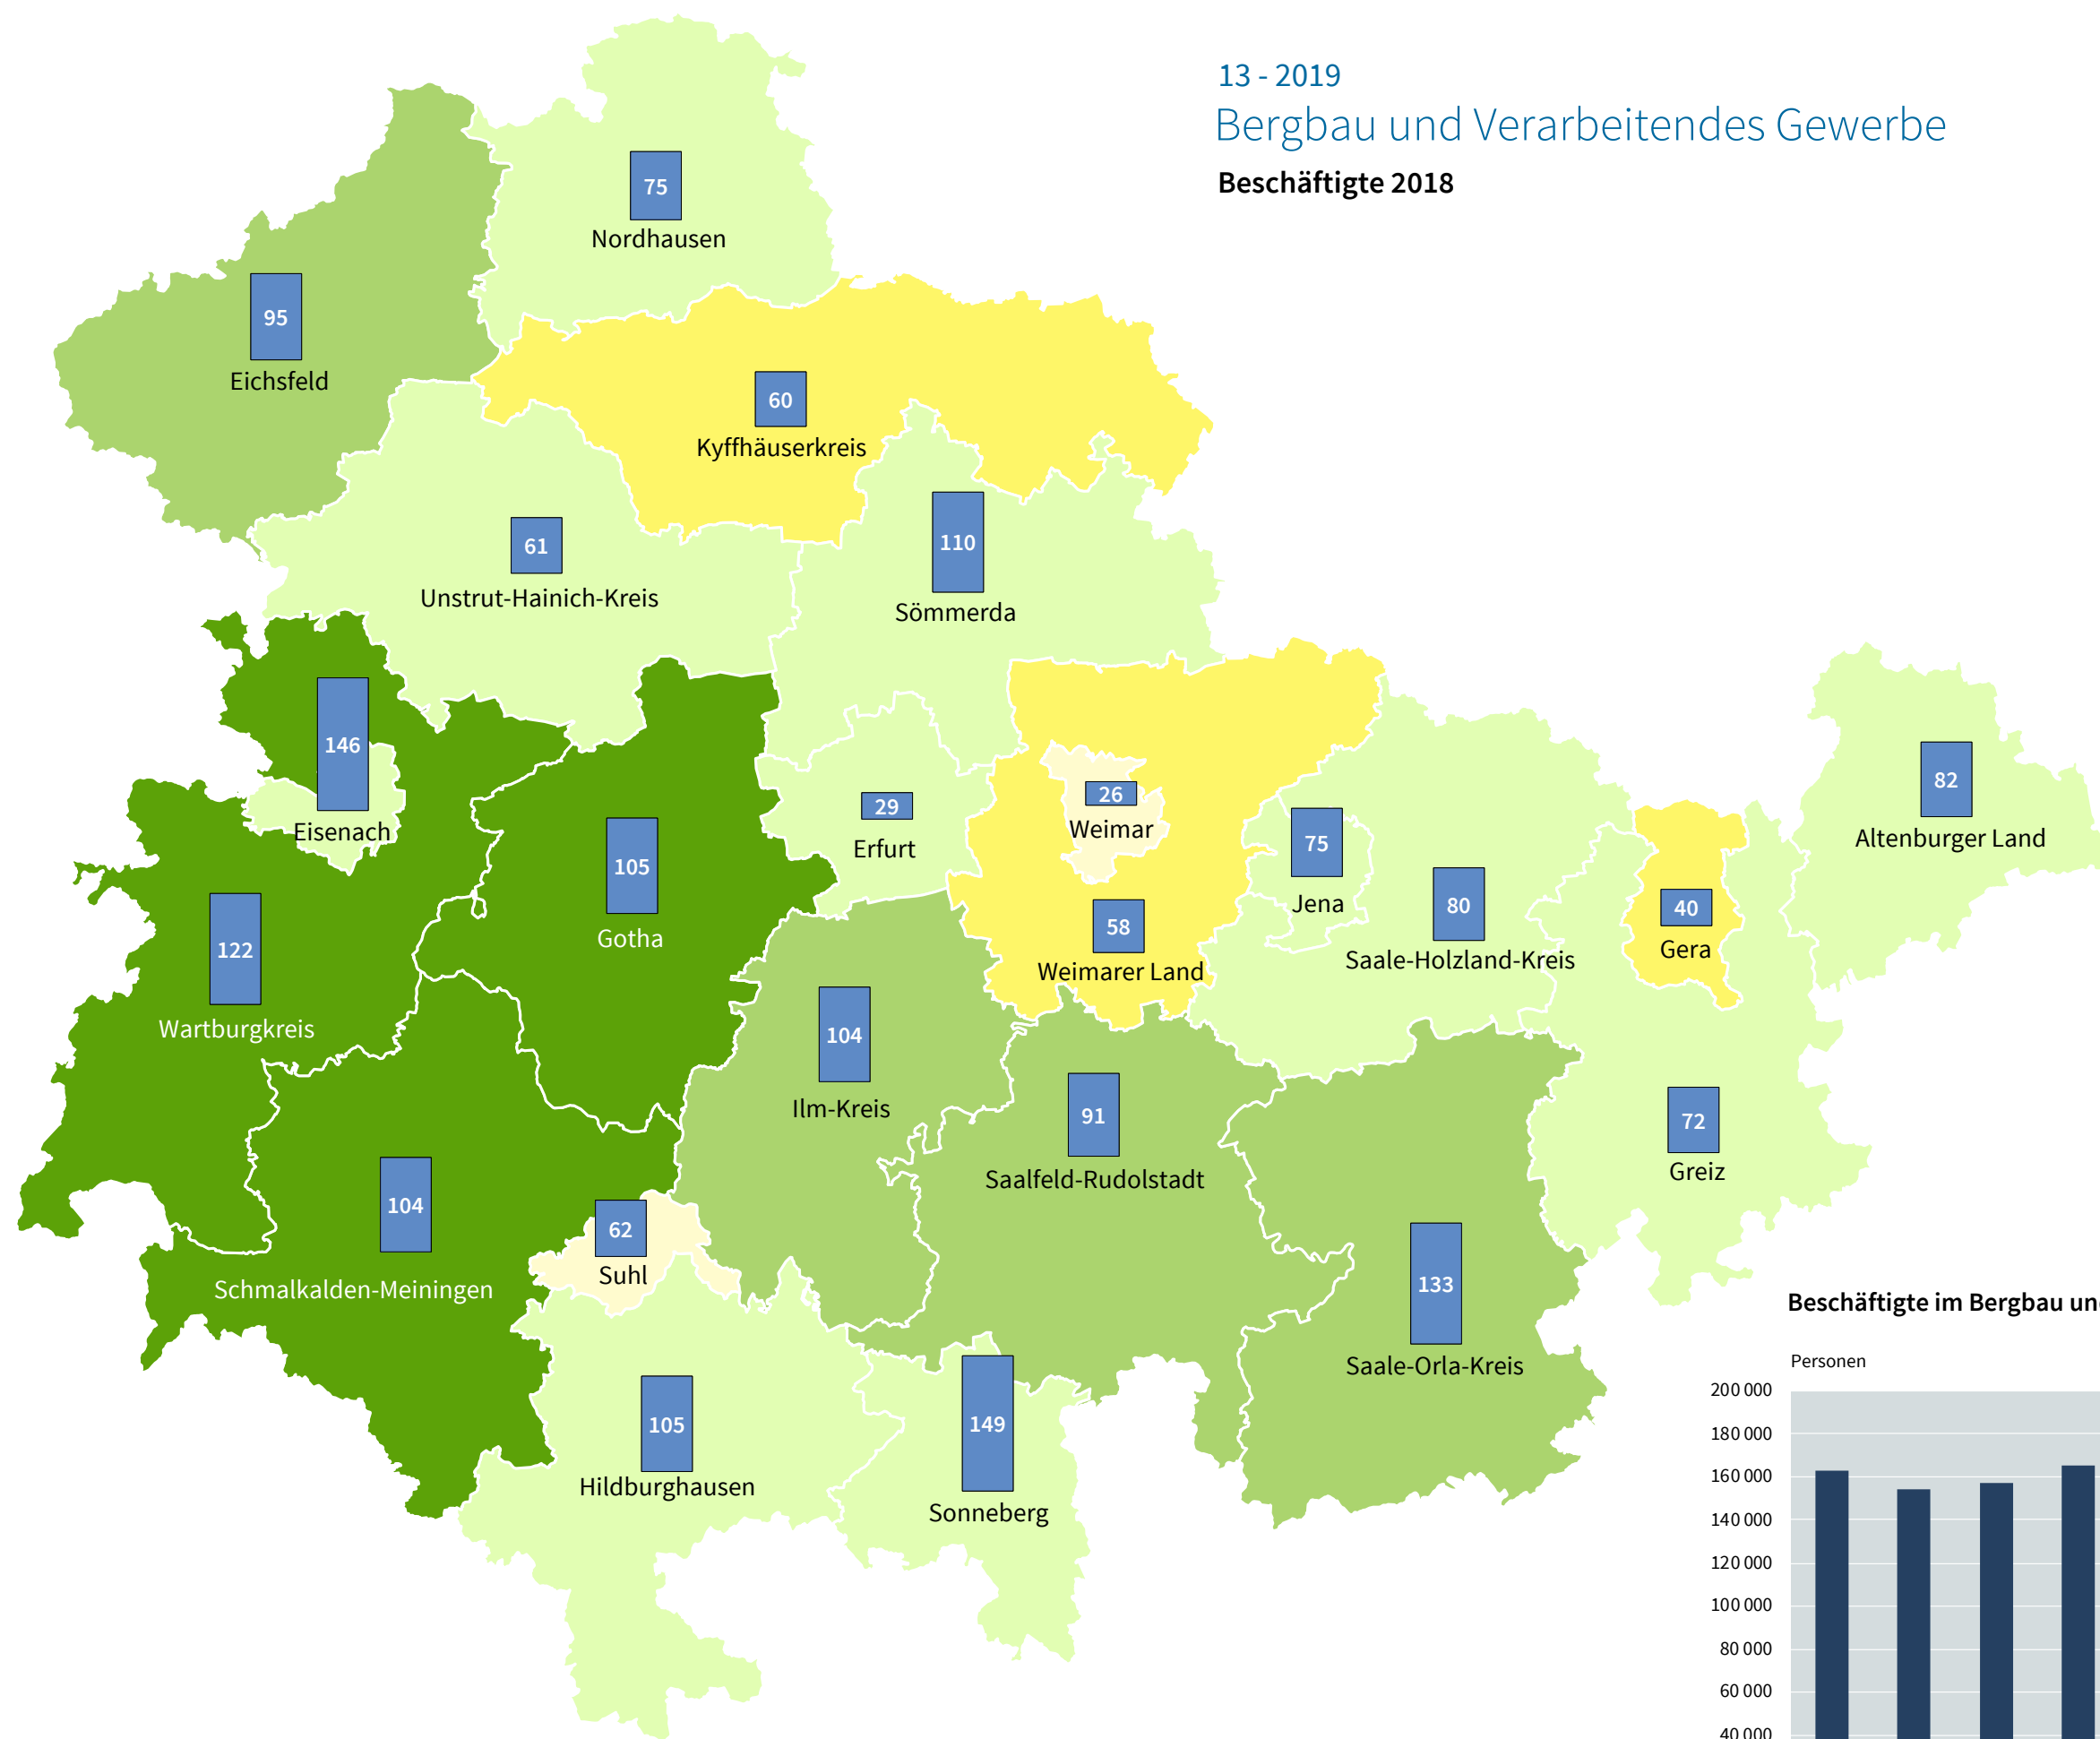 13 - 2019
Bergbau und Verarbeitendes Gewerbe
Beschäftigte 2018
75
Nordhausen
95
Eichsfeld
60
Kyffhäuserkreis
61
Unstrut-Hainich-Kreis
110
Sömmerda
146
Eisenach
105
Gotha
29
Erfurt
26
Weimar
58
Weimarer Land
75
Jena
80
Saale-Holzland-Kreis
40
Gera
82
Altenburger Land
122
Wartburgkreis
104
Ilm-Kreis
91
Saalfeld-Rudolstadt
72
Greiz
104
Schmalkalden-Meiningen
62
Suhl
133
Saale-Orla-Kreis
105
Hildburghausen
149
Sonneberg
Beschäftigte im Bergbau un
Personen
200 000
180 000
160 000
140 000
120 000
100 000
80 000
60 000
40 000